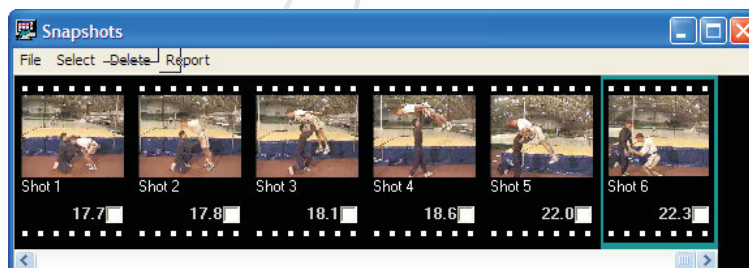 Snapshots
File Select Delete Report
Shot 1 Shot 2 Shot 3 Shot 4 Shot 5 Shot 6
17.7 17.8 18.1 18.6 22.0 22.3